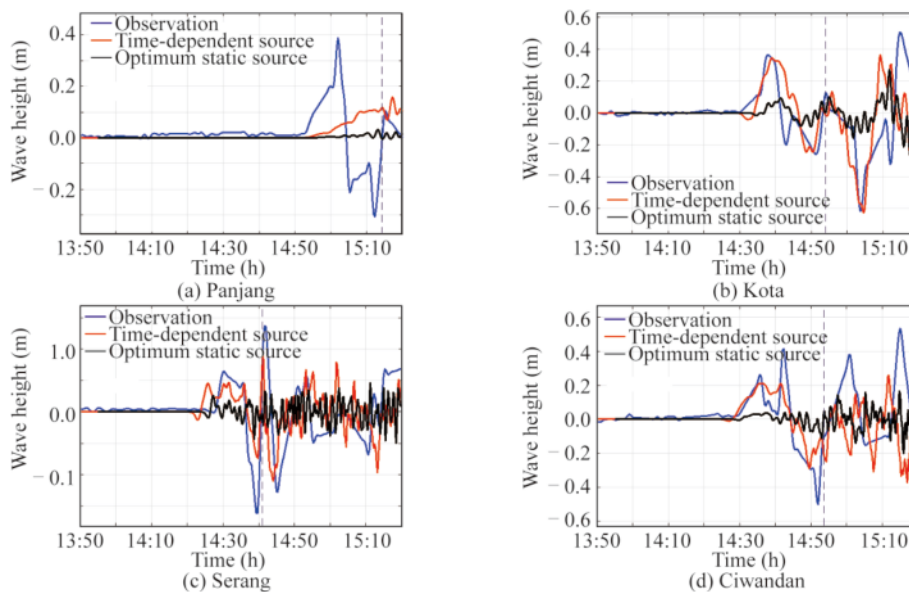 Wave height (m)
0.4
0.2
0.0
−0.2
Observation
Time-dependent source
Optimum static source
13:50 14:10 14:30 14:50 15:10
Time (h)
(a) Panjang
Wave height (m)
0.6
0.4
0.2
0.0
−0.2
−0.4
−0.6
Observation
Time-dependent source
Optimum static source
13:50 14:10 14:30 14:50 15:10
Time (h)
(b) Kota
Wave height (m)
1.0
0.0
−0.1
Observation
Time-dependent source
Optimum static source
13:50 14:10 14:30 14:50 15:10
Time (h)
(c) Serang
Wave height (m)
0.6
0.4
0.2
0.0
−0.2
−0.4
−0.6
Observation
Time-dependent source
Optimum static source
13:50 14:10 14:30 14:50 15:10
Time (h)
(d) Ciwandan